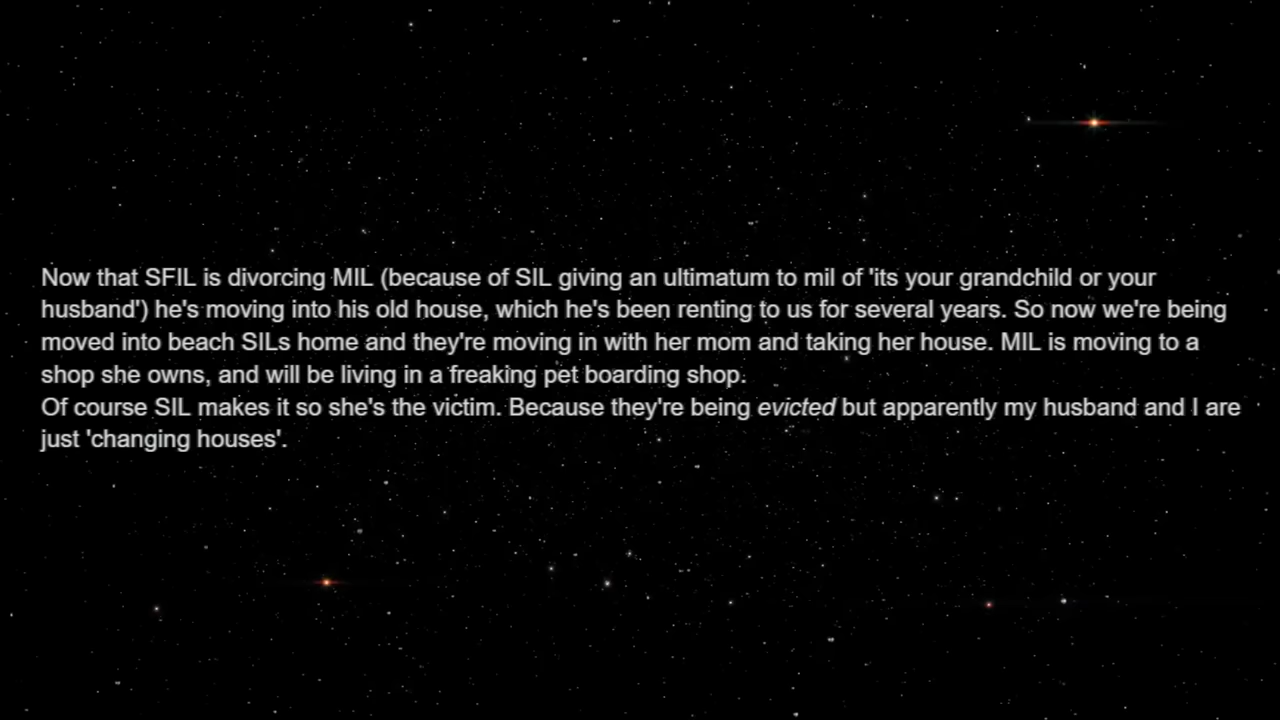 Now that SFIL is divorcing MIL (because of SIL giving an ultimatum to mil of 'its your grandchild or your
husband') he's moving into his old house, which he's been renting to us for several years. So now we're being
moved into beach SILs home and they're moving in with her mom and taking her house. MIL is moving to a
shop she owns, and will be living in a freaking pet boarding shop.
Of course SIL makes it so she's the victim. Because they're being evicted but apparently my husband and I are
just 'changing houses'.